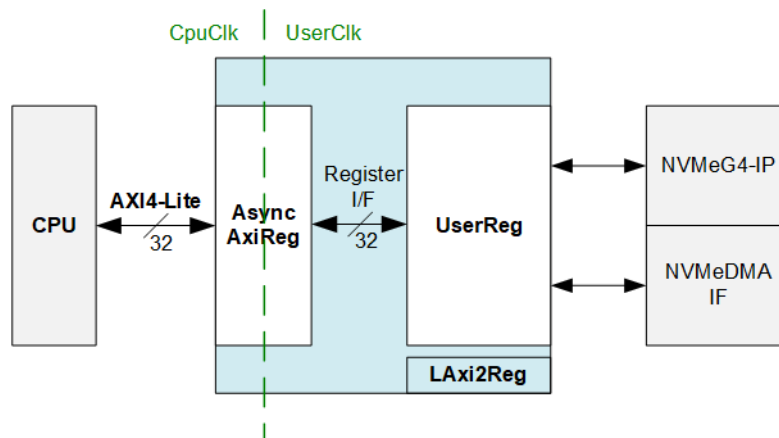 CpuClk
UserClk
CPU
AXI4-Lite
32
Async
AxiReg
Register
I/F
32
UserReg
LAxi2Reg
NVMeG4-IP
NVMeDMA
IF